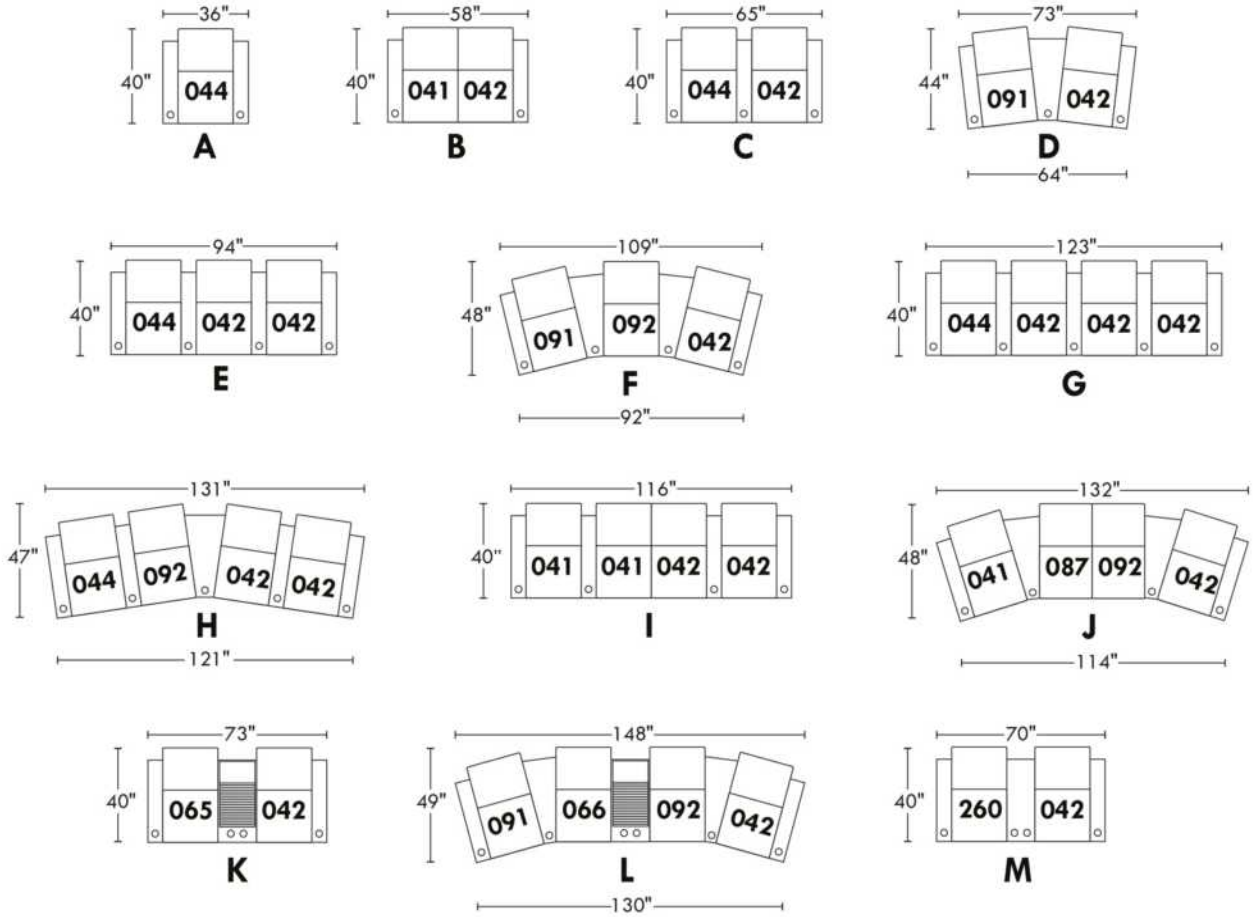 36" 58" 65" 73"
40" 044 40" 041 042 40" 044 042 44" 091 042
A B C D
64"
94" 109" 123"
40" 044 042 042 48" 091 092 042 40" 044 042 042 042
E F G
92"
131" 116" 132"
47" 044 092 042 042 40" 041 041 042 042 48" 041 087 092 042
H I J
121" 114"
73" 148" 70"
40" 065 042 49" 091 066 092 042 40" 260 042
K L M
130"